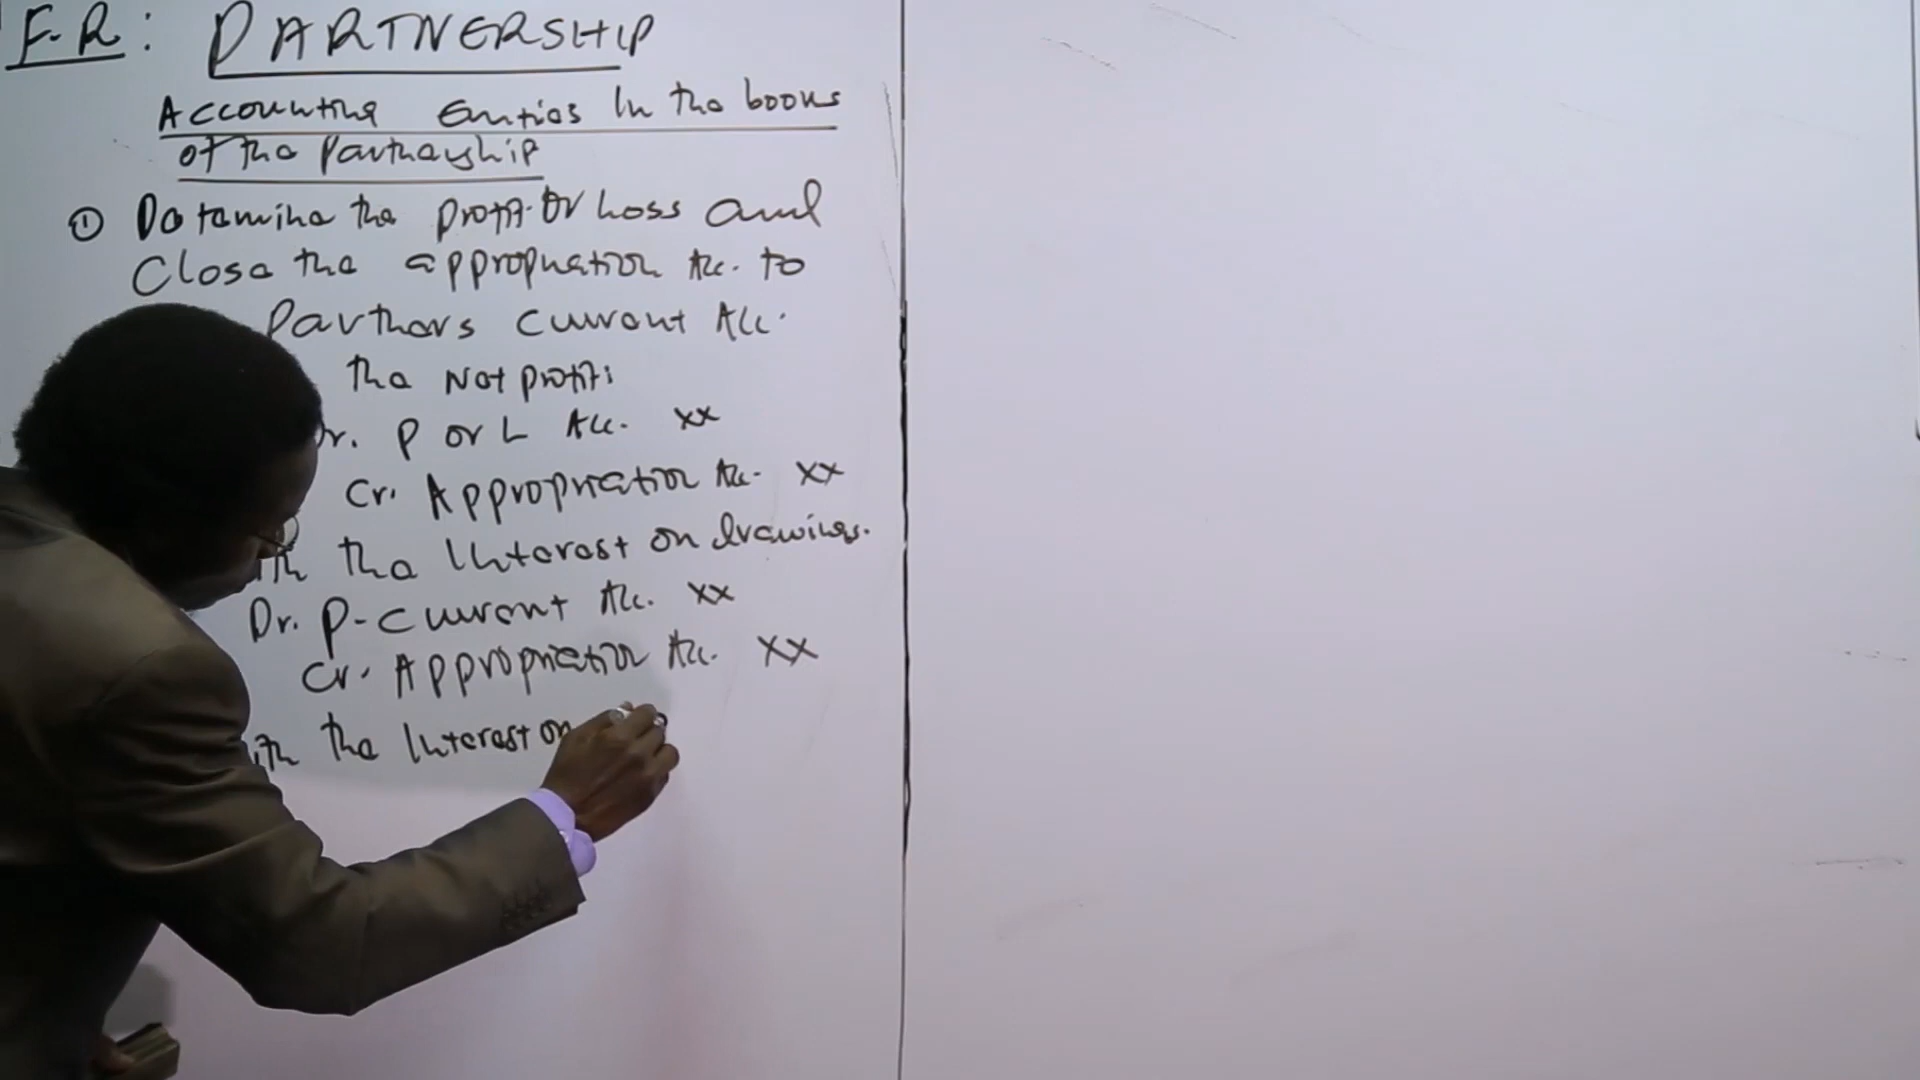 F.R: PARTNERSHIP
Accounting Entries In the books
of the Partnership
① Determine the profit or Loss and
Close the appropriation Acc. to
Partners Current Acc.
the Net profit:
Dr. P or L Acc. xx
Cr. Appropriation Acc. xx
the Interest on drawings.
Dr. P-current Acc. xx
Cr. Appropriation Acc. xx
the Interest on